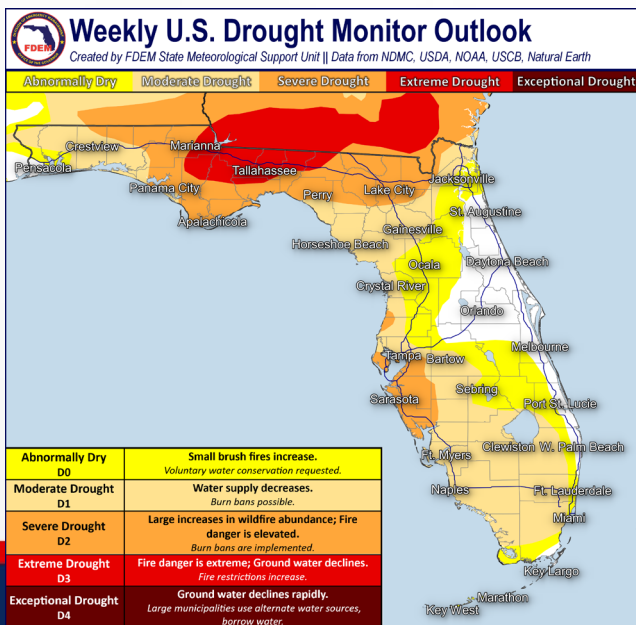 Weekly U.S. Drought Monitor Outlook
FDEM
Created by FDEM State Meteorological Support Unit || Data from NDMC, USDA, NOAA, USCB, Natural Earth
Abnormally Dry Moderate Drought Severe Drought Extreme Drought Exceptional Drought
Crestview
Marianna
Pensacola
Tallahassee
Jacksonville
Panama City
Perry
Lake City
Apalachicola
St. Augustine
Gainesville
Horseshoe Beach
Ocala
Daytona Beach
Crystal River
Orlando
Melbourne
Tampa
Bartow
Sebring
Sarasota
Port St. Lucie
Clewiston
W. Palm Beach
Ft. Myers
Naples
Ft. Lauderdale
Miami
Key Largo
Marathon
Key West
Abnormally Dry
D0
Small brush fires increase.
Voluntary water conservation requested.
Moderate Drought
D1
Water supply decreases.
Burn bans possible.
Severe Drought
D2
Large increases in wildfire abundance; Fire
danger is elevated.
Burn bans are implemented.
Extreme Drought
D3
Fire danger is extreme; Ground water declines.
Fire restrictions increase.
Exceptional Drought
D4
Ground water declines rapidly.
Large municipalities use alternate water sources,
borrow water.